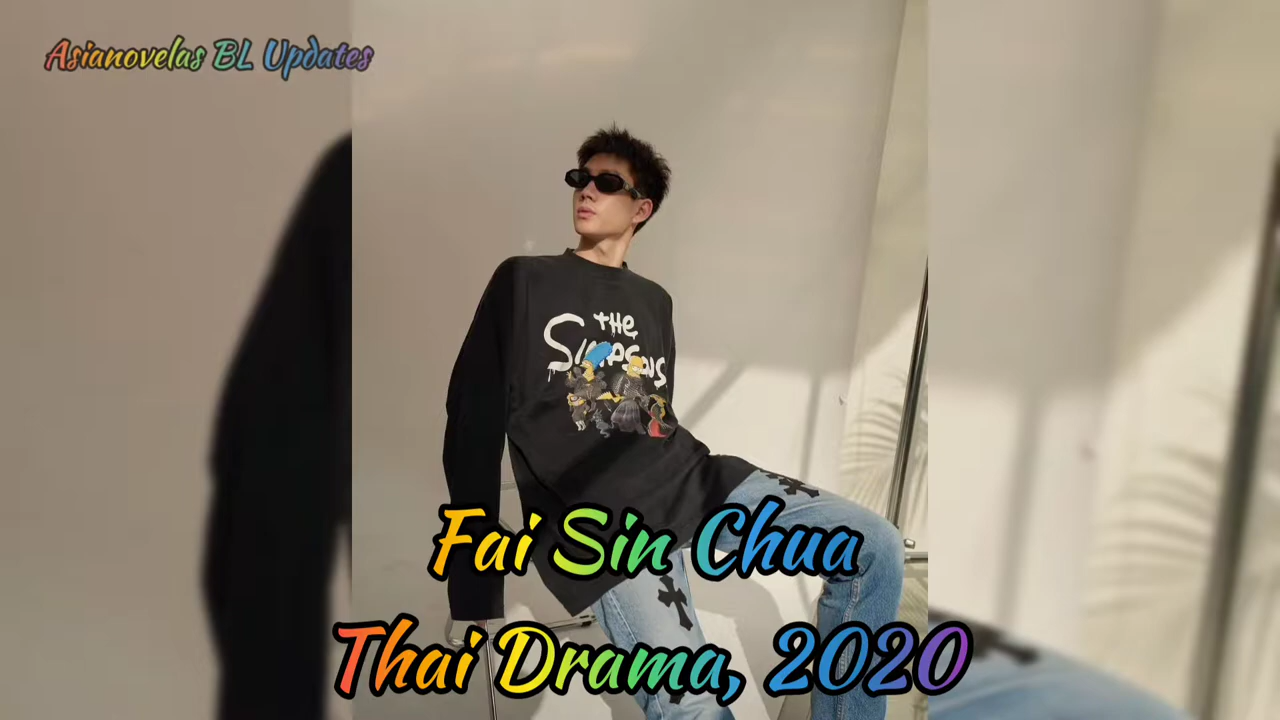 Asianovelas BL Updates
THE
SIMPSONS
Fai Sin Chua
Thai Drama, 2020